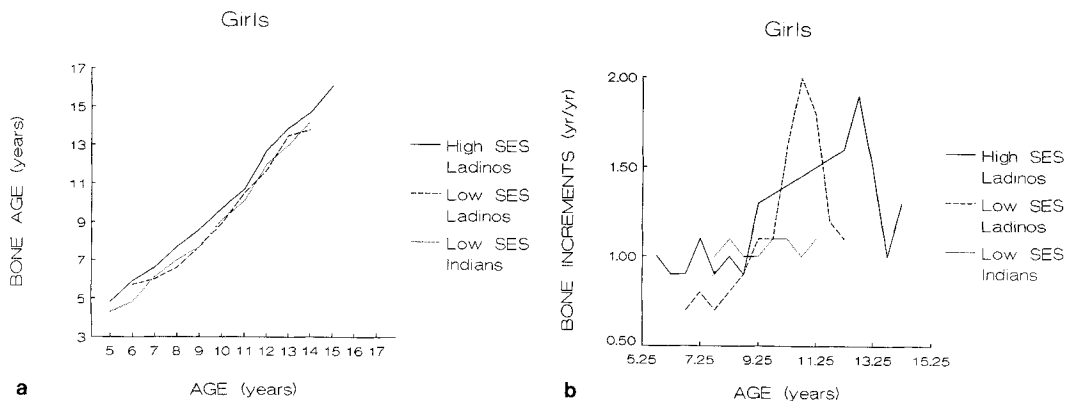 Girls
BONE AGE (years)
17
15
13
11
9
7
5
3
5 6 7 8 9 10 11 12 13 14 15 16 17
AGE (years)
High SES
Ladinos
Low SES
Ladinos
Low SES
Indians
a
Girls
BONE INCREMENTS (yr/yr)
2.00
1.50
1.00
0.50
5.25 7.25 9.25 11.25 13.25 15.25
AGE (years)
High SES
Ladinos
Low SES
Ladinos
Low SES
Indians
b